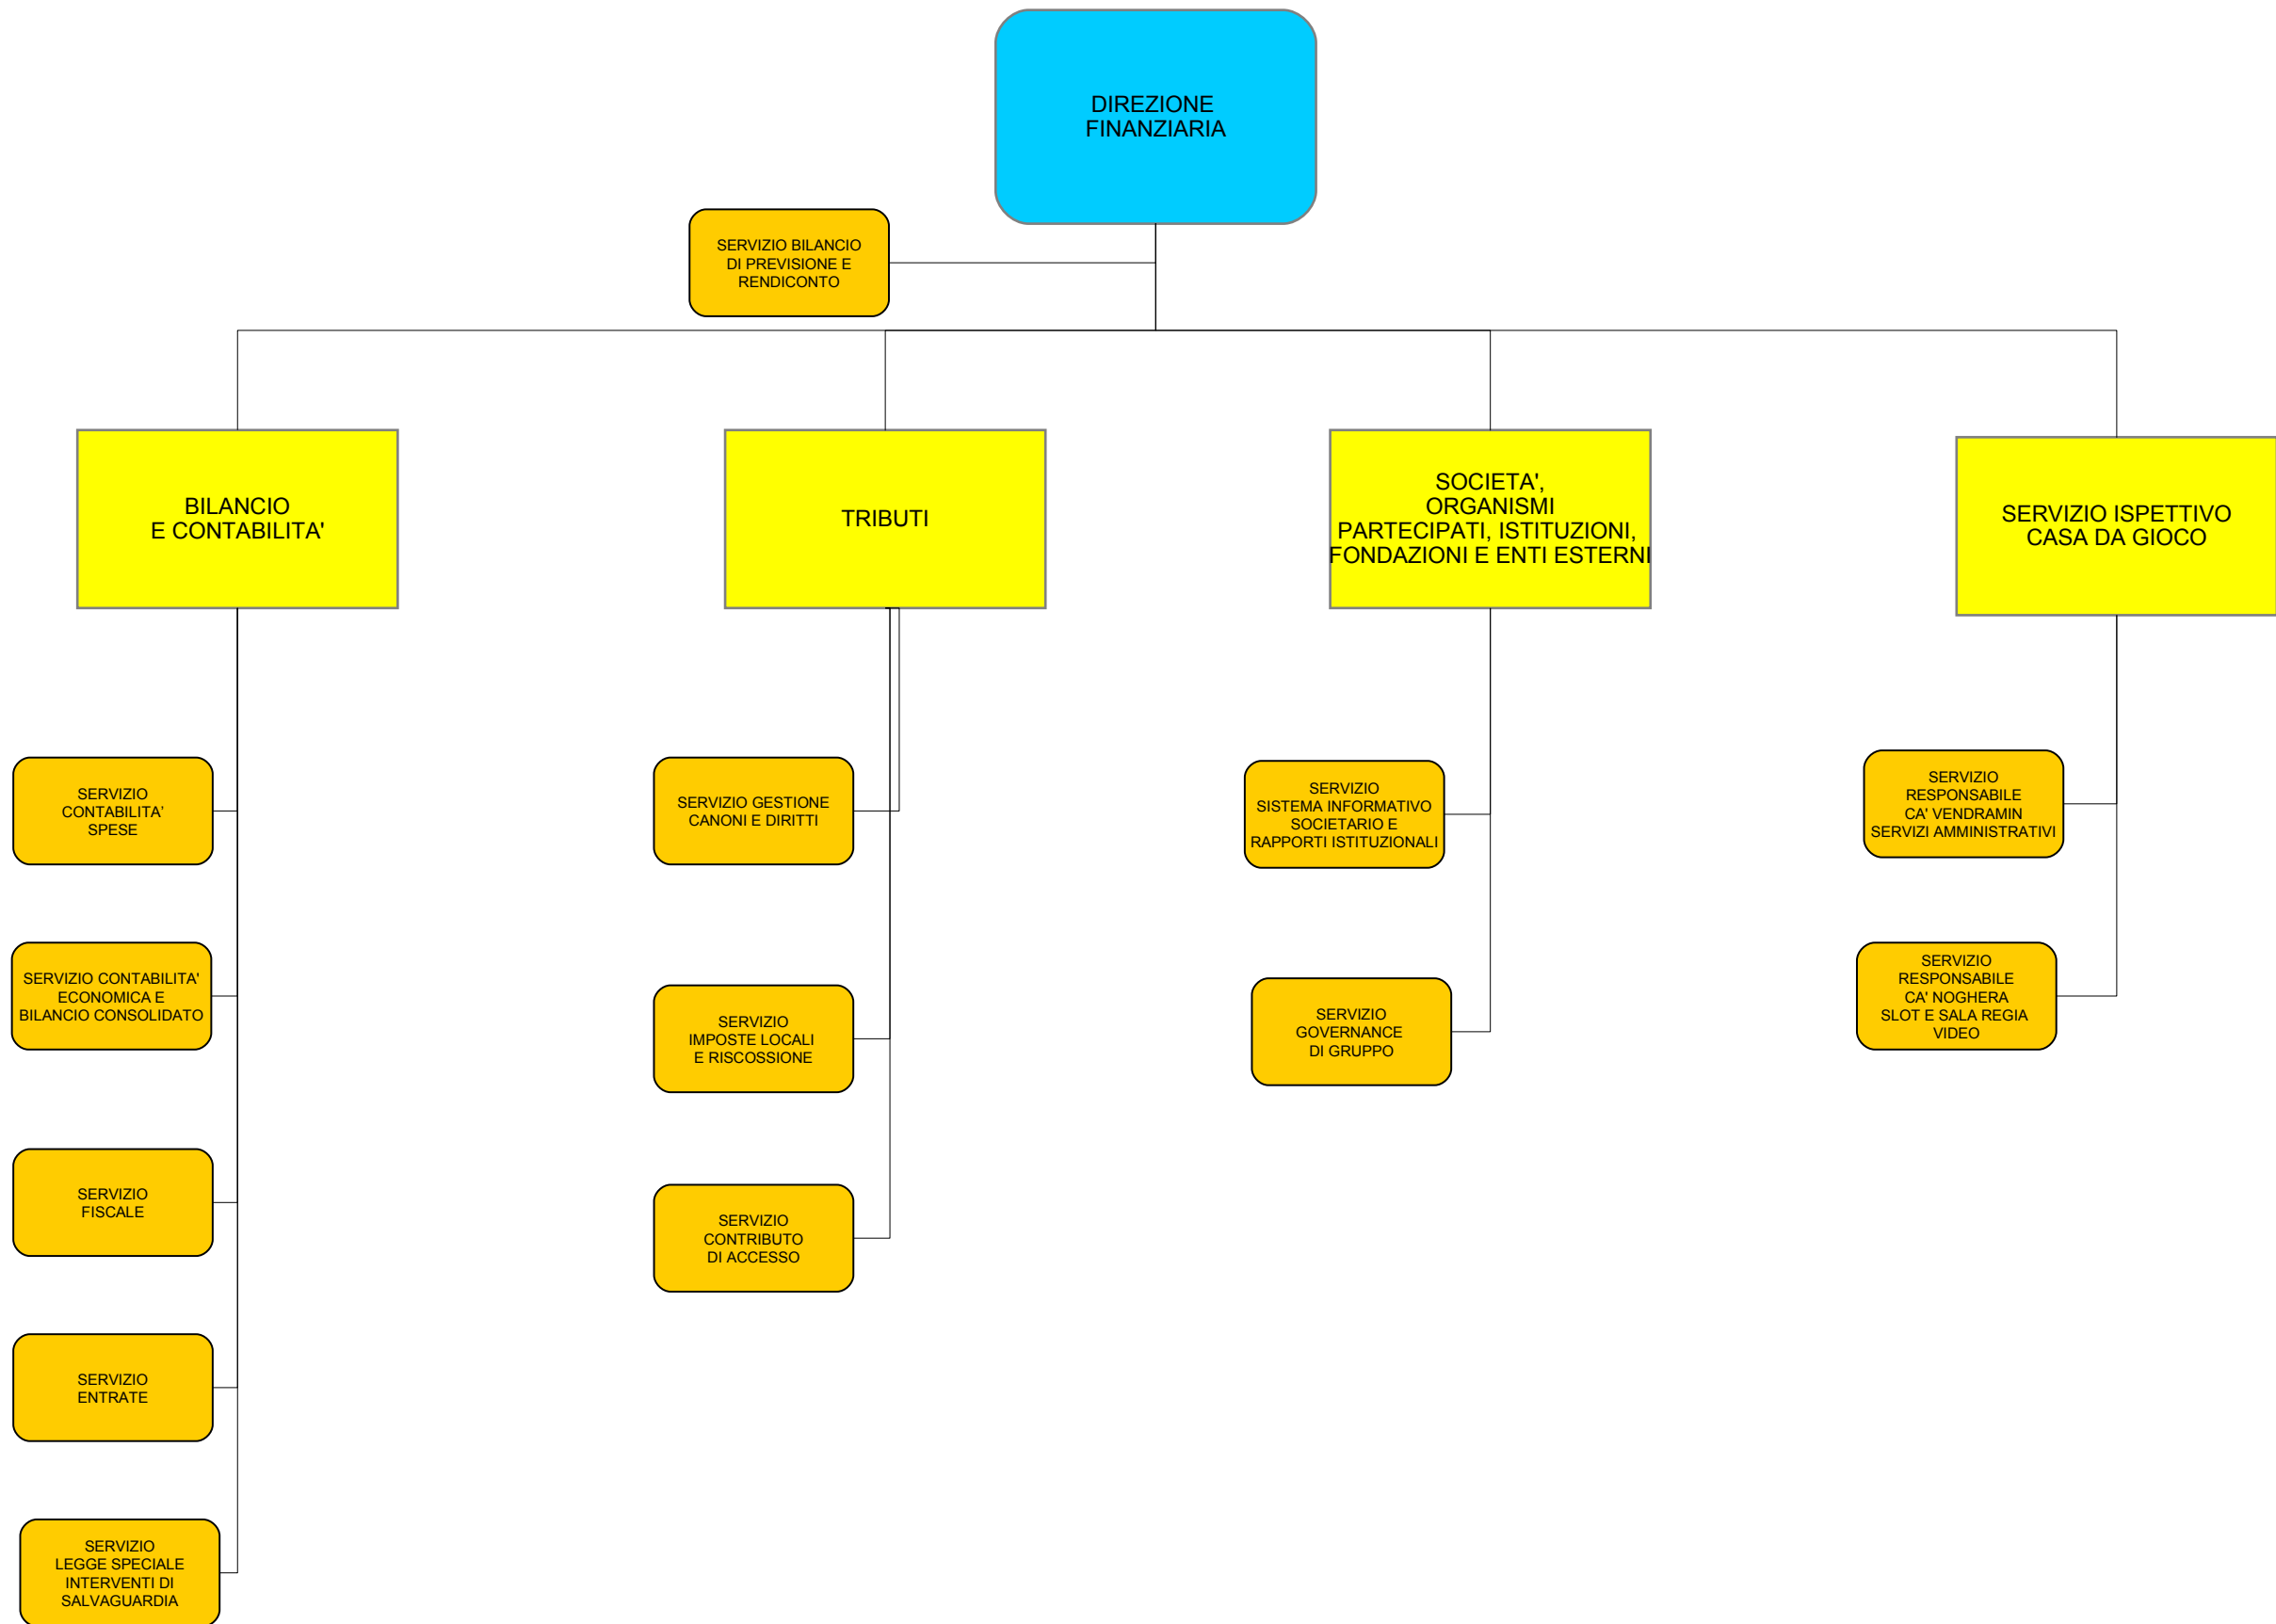 DIREZIONE
FINANZIARIA
SERVIZIO BILANCIO
DI PREVISIONE E
RENDICONTO
BILANCIO
E CONTABILITA'
TRIBUTI
SOCIETA',
ORGANISMI
PARTECIPATI, ISTITUZIONI,
FONDAZIONI E ENTI ESTERNI
SERVIZIO ISPETTIVO
CASA DA GIOCO
SERVIZIO
CONTABILITA'
SPESE
SERVIZIO CONTABILITA'
ECONOMICA E
BILANCIO CONSOLIDATO
SERVIZIO
FISCALE
SERVIZIO
ENTRATE
SERVIZIO
LEGGE SPECIALE
INTERVENTI DI
SALVAGUARDIA
SERVIZIO GESTIONE
CANONI E DIRITTI
SERVIZIO
IMPOSTE LOCALI
E RISCOSSIONE
SERVIZIO
CONTRIBUTO
DI ACCESSO
SERVIZIO
SISTEMA INFORMATIVO
SOCIETARIO E
RAPPORTI ISTITUZIONALI
SERVIZIO
GOVERNANCE
DI GRUPPO
SERVIZIO
RESPONSABILE
CA' VENDRAMIN
SERVIZI AMMINISTRATIVI
SERVIZIO
RESPONSABILE
CA' NOGHERA
SLOT E SALA REGIA
VIDEO